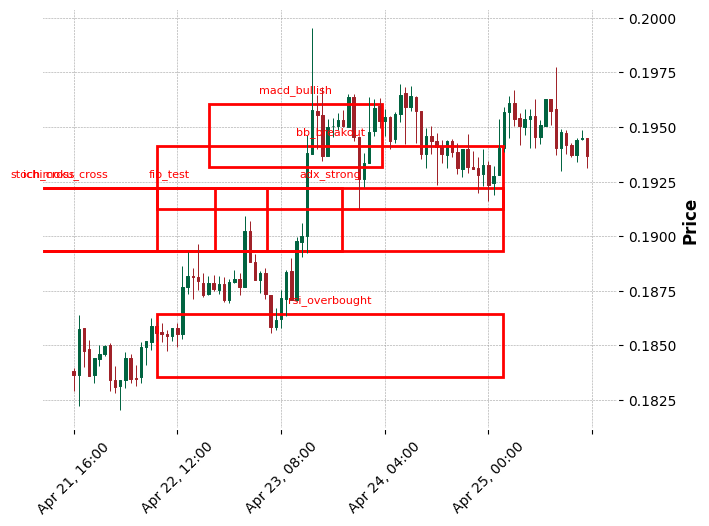 macd_bullish
bb_breakout
fib_test
adx_strong
rsi_overbought
0.2000
0.1975
0.1950
0.1925
0.1900
0.1875
0.1850
0.1825
Price
Apr 21, 16:00
Apr 22, 12:00
Apr 23, 08:00
Apr 24, 04:00
Apr 25, 00:00